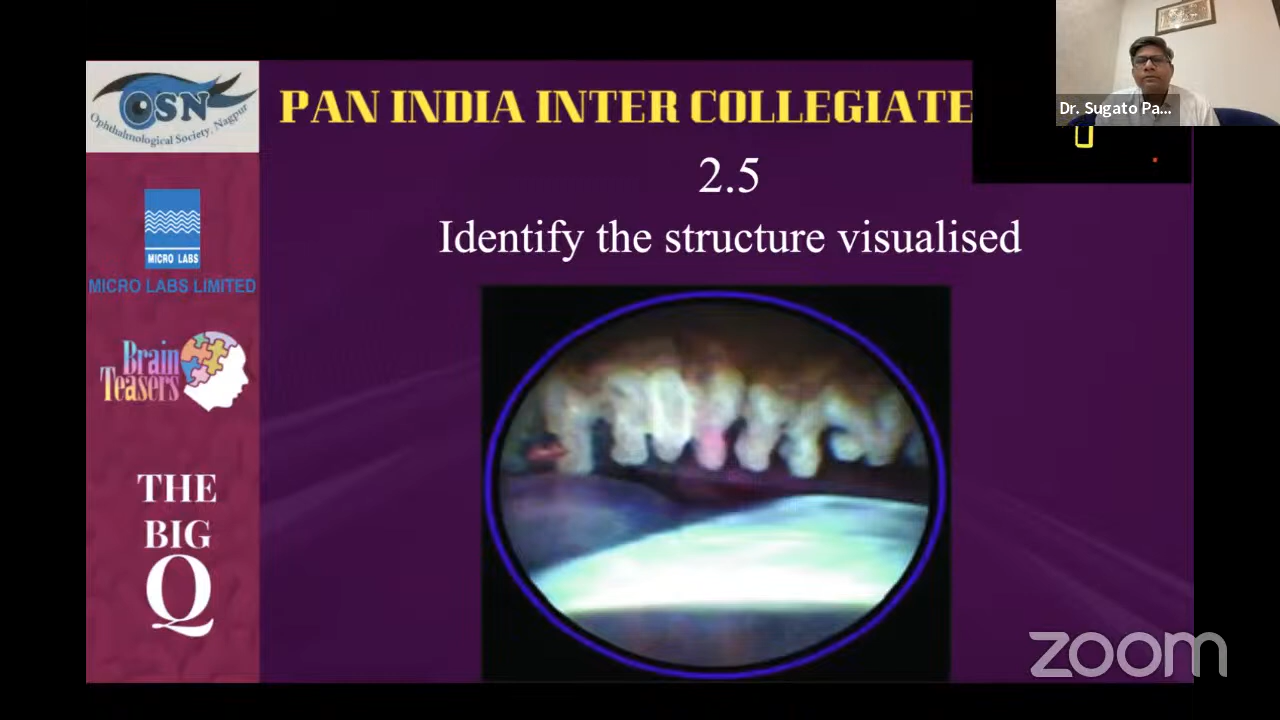 OSN
Ophthalmological Society, Nagpur
PAN INDIA INTER COLLEGIATE
Dr. Sugato Pa...
2.5
Identify the structure visualised
MICRO LABS
MICRO LABS LIMITED
Brain
Teasers
THE
BIG
Q
zoom